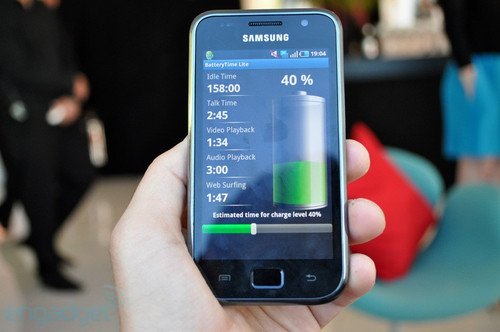 SAMSUNG
19:04
BatteryTime Lite
Idle Time
158:00
40 %
Talk Time
2:45
Video Playback
1:34
Audio Playback
3:00
Web Surfing
1:47
Estimated time for charge level 40%
engadget